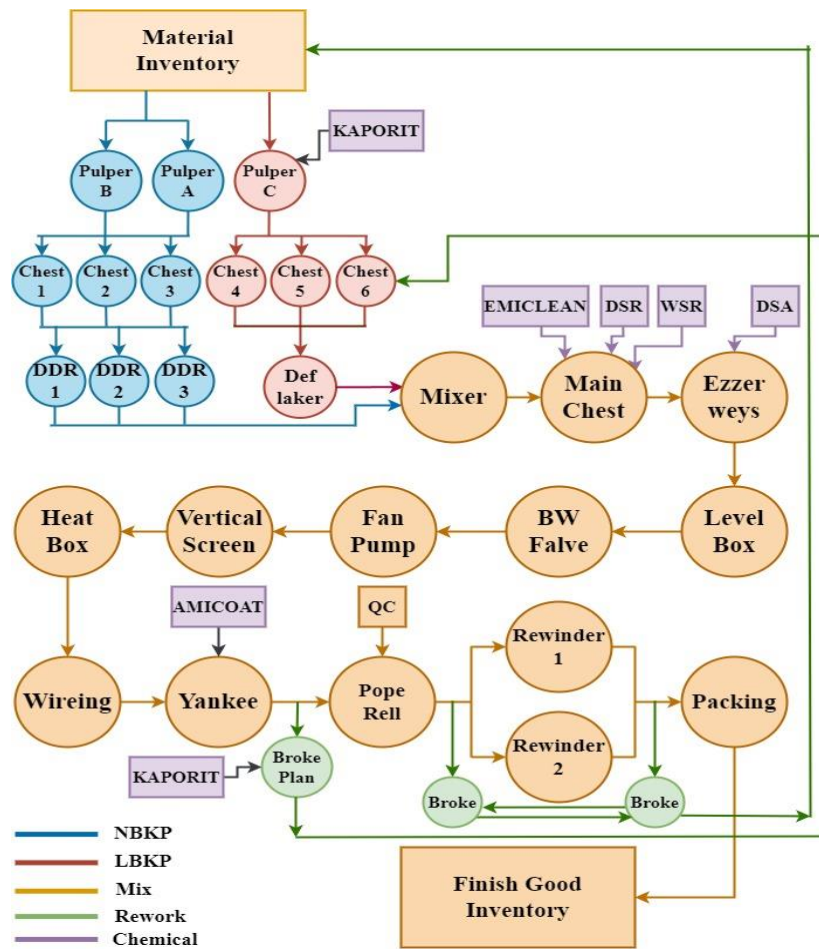 Material
Inventory
KAPORIT
Pulper
B
Pulper
A
Pulper
C
Chest
1
Chest
2
Chest
3
Chest
4
Chest
5
Chest
6
EMICLEAN
DSR
WSR
DSA
DDR
1
DDR
2
DDR
3
Def
laker
Mixer
Main
Chest
Ezzer
weys
Heat
Box
Vertical
Screen
Fan
Pump
BW
Falve
Level
Box
AMICOAT
QC
Rewinder
1
Wireing
Yankee
Pope
Rell
Packing
Rewinder
2
KAPORIT
Broke
Plan
Broke
Broke
NBKP
LBKP
Mix
Rework
Chemical
Finish Good
Inventory